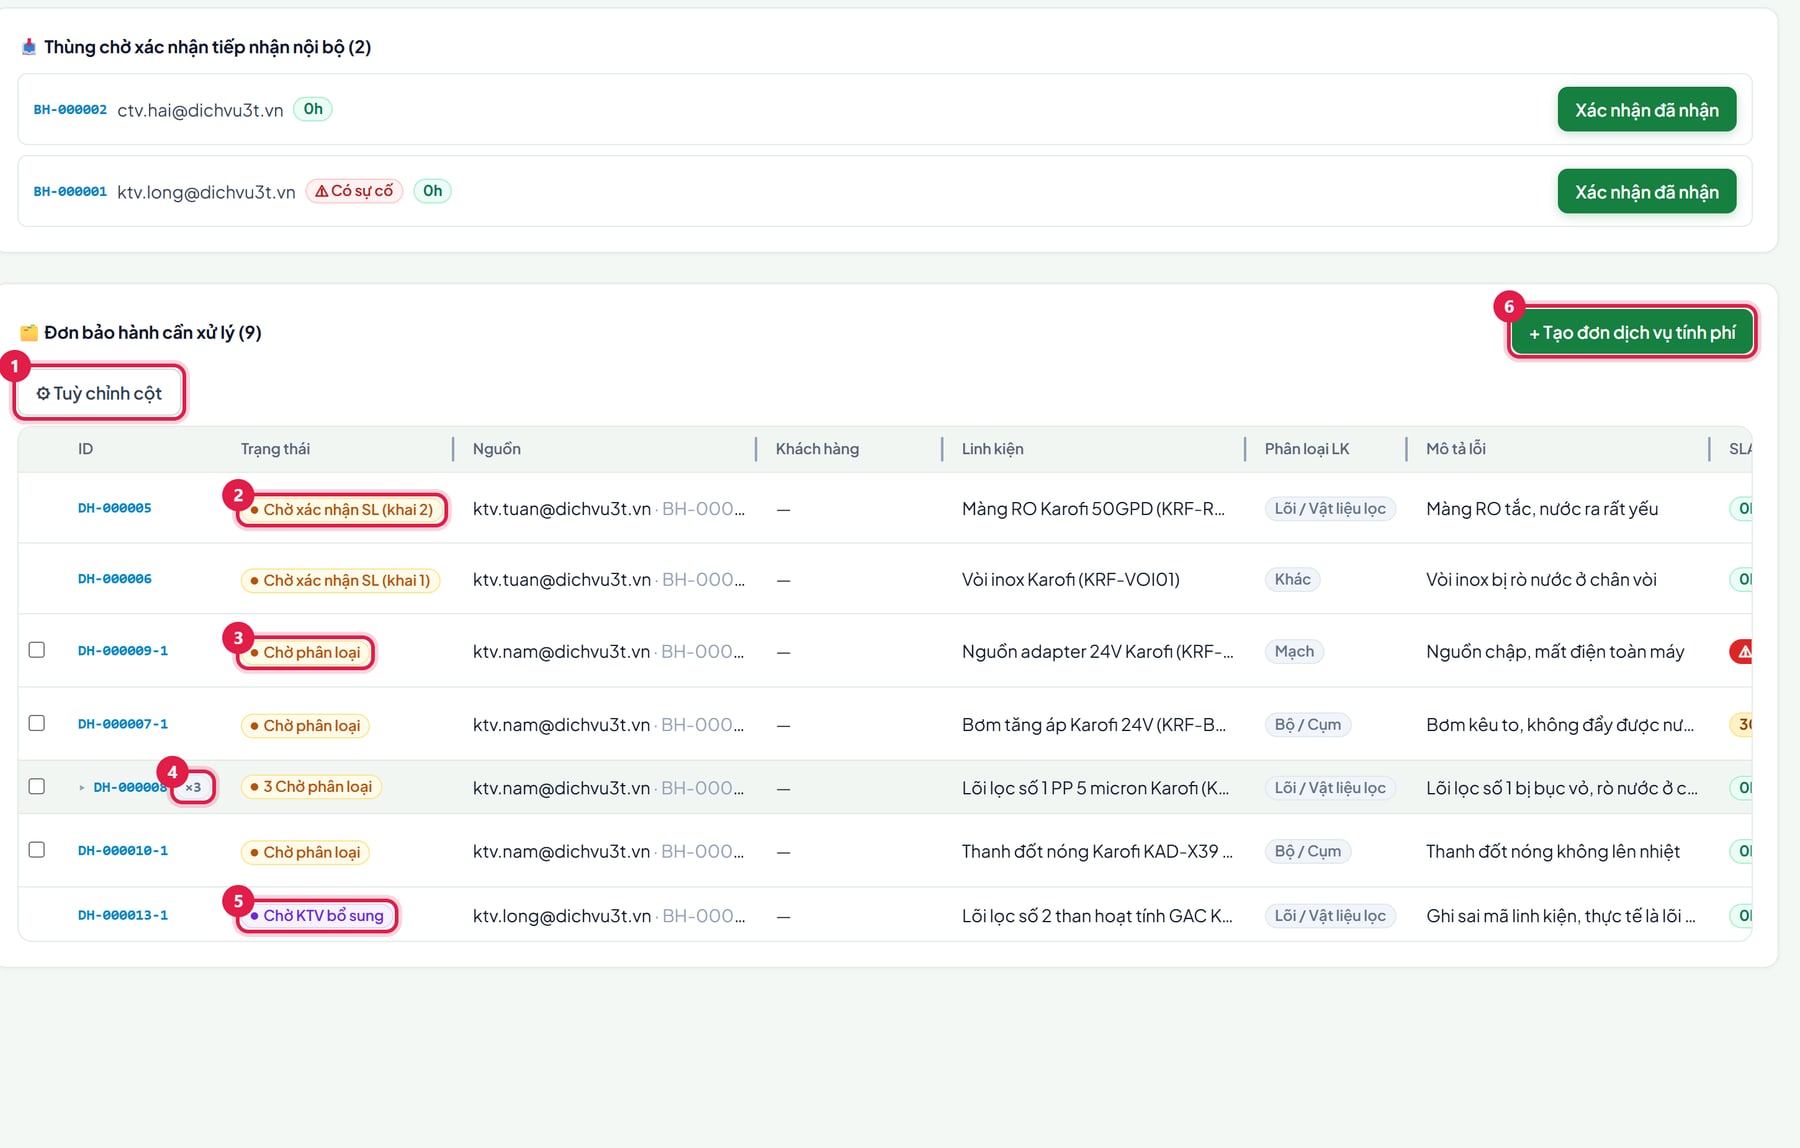 Thùng chờ xác nhận tiếp nhận nội bộ (2)
BH-000002 ctv.hai@dichvu3t.vn 0h Xác nhận đã nhận
BH-000001 ktv.long@dichvu3t.vn ⚠ Có sự cố 0h Xác nhận đã nhận
6
Đơn bảo hành cần xử lý (9) + Tạo đơn dịch vụ tính phí
1
⚙ Tuỳ chỉnh cột
ID Trạng thái Nguồn Khách hàng Linh kiện Phân loại LK Mô tả lỗi SLA
2
DH-000005 • Chờ xác nhận SL (khai 2) ktv.tuan@dichvu3t.vn · BH-000... — Màng RO Karofi 50GPD (KRF-R... Lõi / Vật liệu lọc Màng RO tắc, nước ra rất yếu
DH-000006 • Chờ xác nhận SL (khai 1) ktv.tuan@dichvu3t.vn · BH-000... — Vòi inox Karofi (KRF-VOI01) Khác Vòi inox bị rò nước ở chân vòi
3
DH-000009-1 • Chờ phân loại ktv.nam@dichvu3t.vn · BH-000... — Nguồn adapter 24V Karofi (KRF-... Mạch Nguồn chập, mất điện toàn máy
DH-000007-1 • Chờ phân loại ktv.nam@dichvu3t.vn · BH-000... — Bơm tăng áp Karofi 24V (KRF-B... Bộ / Cụm Bơm kêu to, không đẩy được nư...
4
▸ DH-000008 ×3 • 3 Chờ phân loại ktv.nam@dichvu3t.vn · BH-000... — Lõi lọc số 1 PP 5 micron Karofi (K... Lõi / Vật liệu lọc Lõi lọc số 1 bị bục vỏ, rò nước ở c...
DH-000010-1 • Chờ phân loại ktv.nam@dichvu3t.vn · BH-000... — Thanh đốt nóng Karofi KAD-X39 ... Bộ / Cụm Thanh đốt nóng không lên nhiệt
5
DH-000013-1 • Chờ KTV bổ sung ktv.long@dichvu3t.vn · BH-000... — Lõi lọc số 2 than hoạt tính GAC K... Lõi / Vật liệu lọc Ghi sai mã linh kiện, thực tế là lõi ...